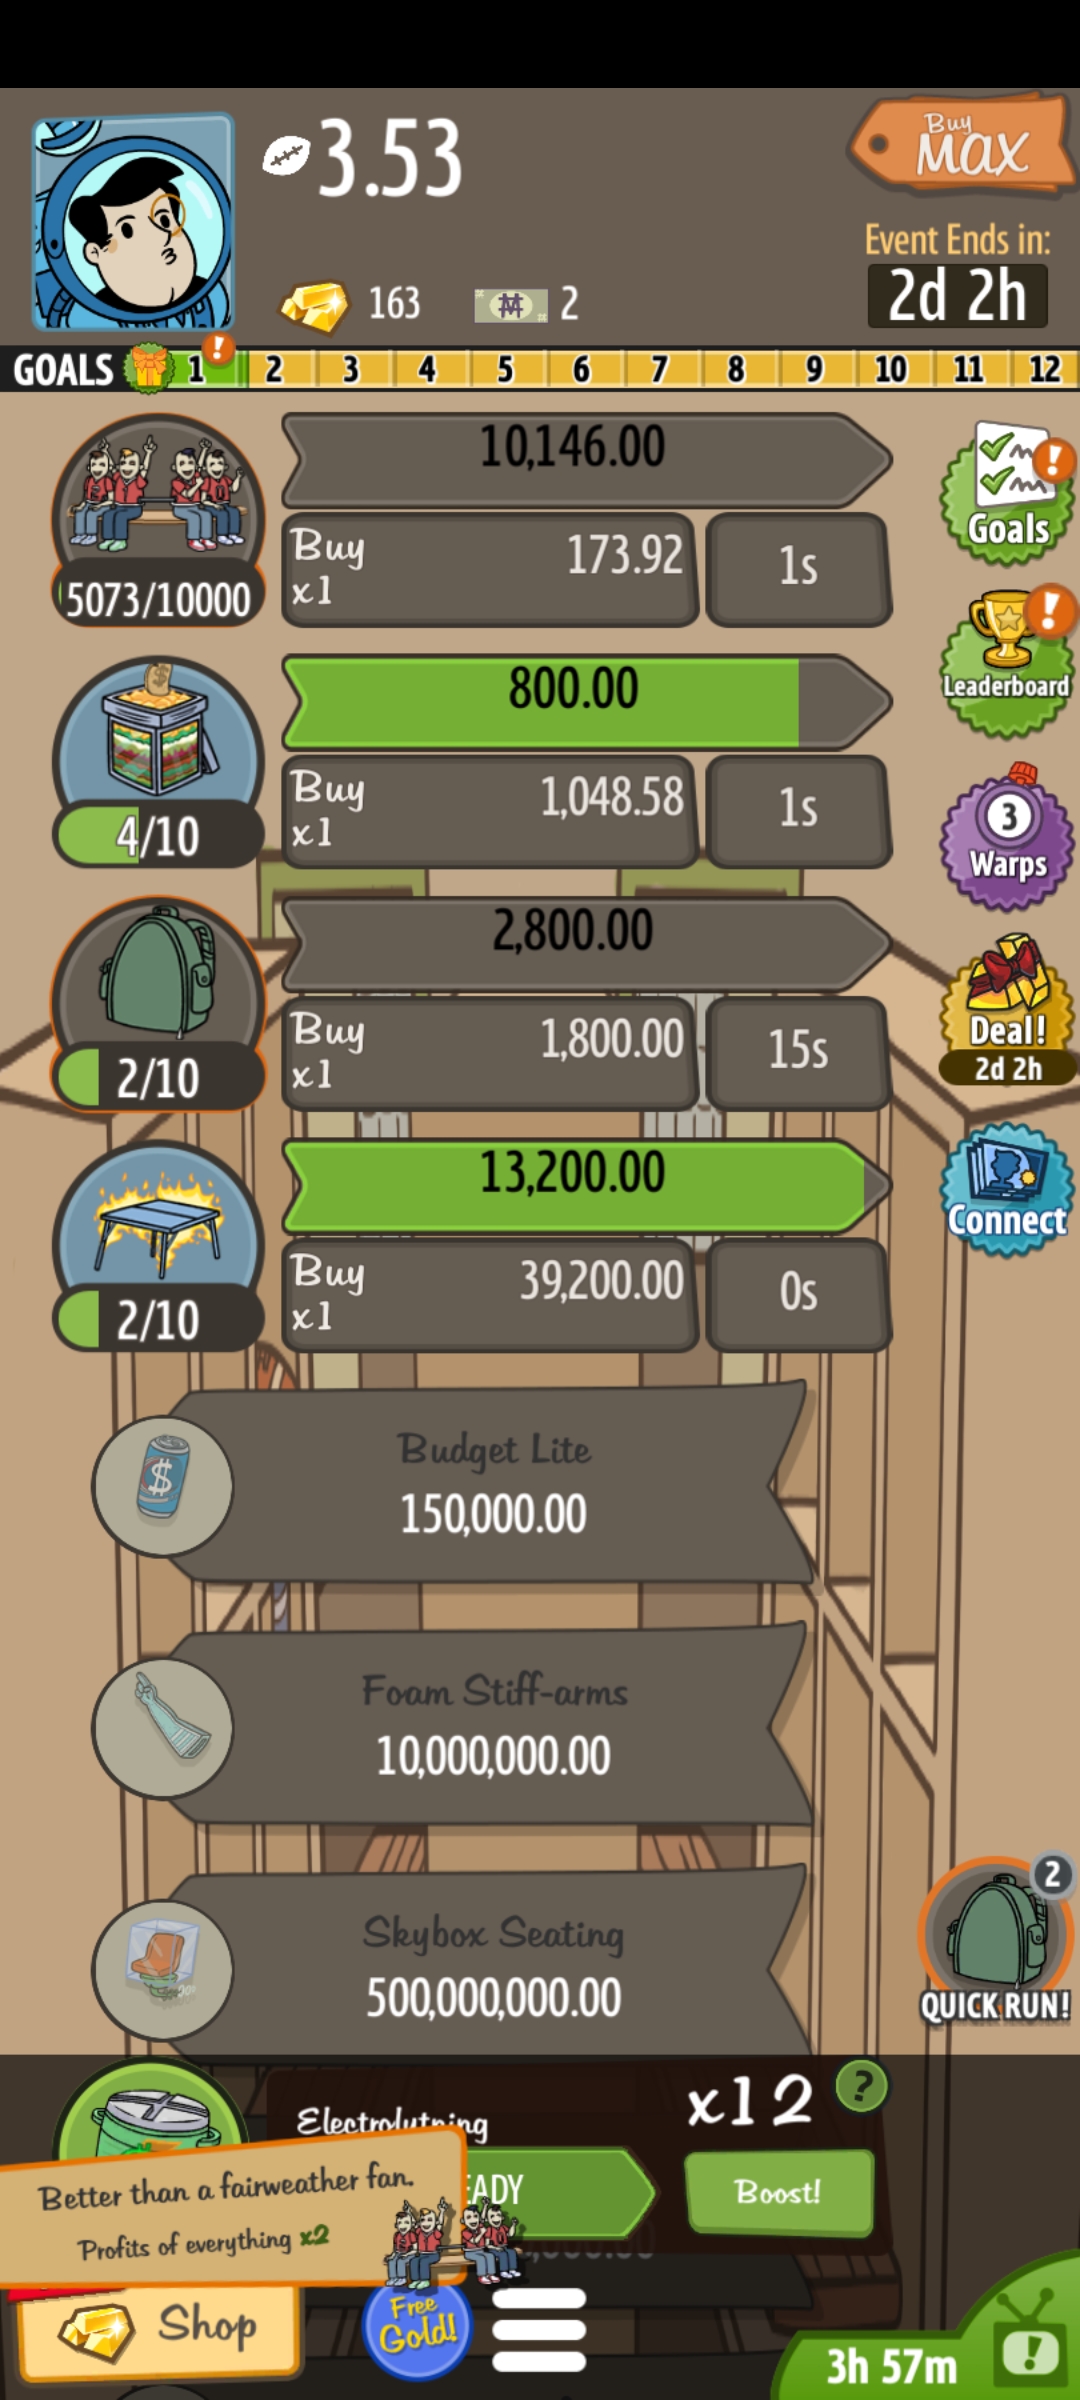 3.53
Buy
MAX
Event Ends in:
2d 2h
163
2
GOALS 1 ! 2 3 4 5 6 7 8 9 10 11 12
10,146.00
5073/10000
Buy
x1
173.92
1s
!
Goals
800.00
4/10
Buy
x1
1,048.58
1s
!
Leaderboard
2,800.00
2/10
Buy
x1
1,800.00
15s
3
Warps
Deal!
2d 2h
13,200.00
2/10
Buy
x1
39,200.00
0s
Connect
$
Budget Lite
150,000.00
Foam Stiff-arms
10,000,000.00
Skybox Seating
500,000,000.00
2
QUICK RUN!
x12
?
EADY
Boost!
Better than a fairweather fan.
Profits of everything x2
Shop
Free
Gold!
3h 57m
!